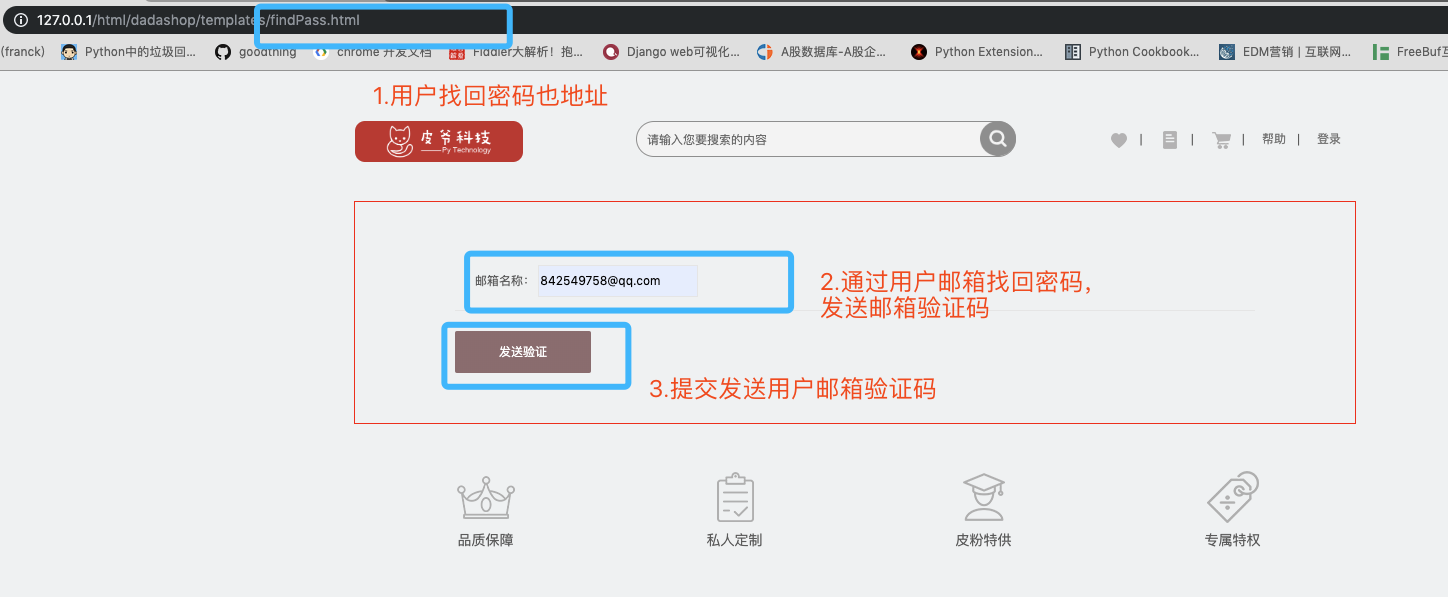 127.0.0.1/html/dadashop/templates/findPass.html
(franck) Python中的垃圾回... goodthing chrome 开发文档 Fiddler大解析！抱... Django web可视化... A股数据库-A股企... Python Extension... Python Cookbook... EDM营销 | 互联网... FreeBuf互
1.用户找回密码也地址
皮爷科技
Py Technology
请输入您要搜索的内容
| | | 帮助 | 登录
邮箱名称: 842549758@qq.com
2.通过用户邮箱找回密码,
发送邮箱验证码
发送验证
3.提交发送用户邮箱验证码
品质保障 私人定制 皮粉特供 专属特权